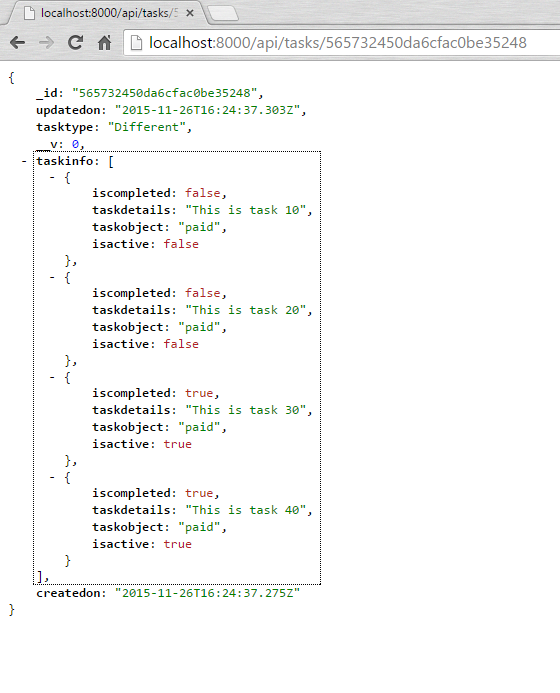 localhost:8000/api/tasks/5
localhost:8000/api/tasks/565732450da6cfac0be35248
{
_id: "565732450da6cfac0be35248",
updatedon: "2015-11-26T16:24:37.303Z",
tasktype: "Different",
__v: 0,
- taskinfo: [
- {
iscompleted: false,
taskdetails: "This is task 10",
taskobject: "paid",
isactive: false
},
- {
iscompleted: false,
taskdetails: "This is task 20",
taskobject: "paid",
isactive: false
},
- {
iscompleted: true,
taskdetails: "This is task 30",
taskobject: "paid",
isactive: true
},
- {
iscompleted: true,
taskdetails: "This is task 40",
taskobject: "paid",
isactive: true
}
],
createdon: "2015-11-26T16:24:37.275Z"
}